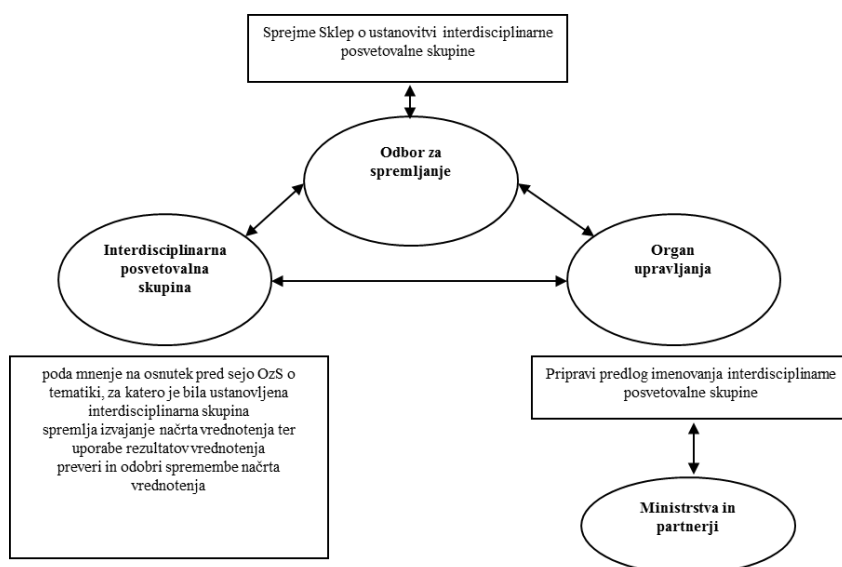 Sprejme Sklep o ustanovitvi interdisciplinarne
posvetovalne skupine
Odbor za
spremljanje
Interdisciplinarna
posvetovalna
skupina
Organ
upravljanja
poda mnenje na osnutek pred sejo OzS o
tematiki, za katero je bila ustanovljena
interdisciplinarna skupina
spremlja izvajanje načrta vrednotenja ter
uporabe rezultatov vrednotenja
preveri in odobri spremembe načrta
vrednotenja
Pripravi predlog imenovanja interdisciplinarne
posvetovalne skupine
Ministrstva in
partnerji